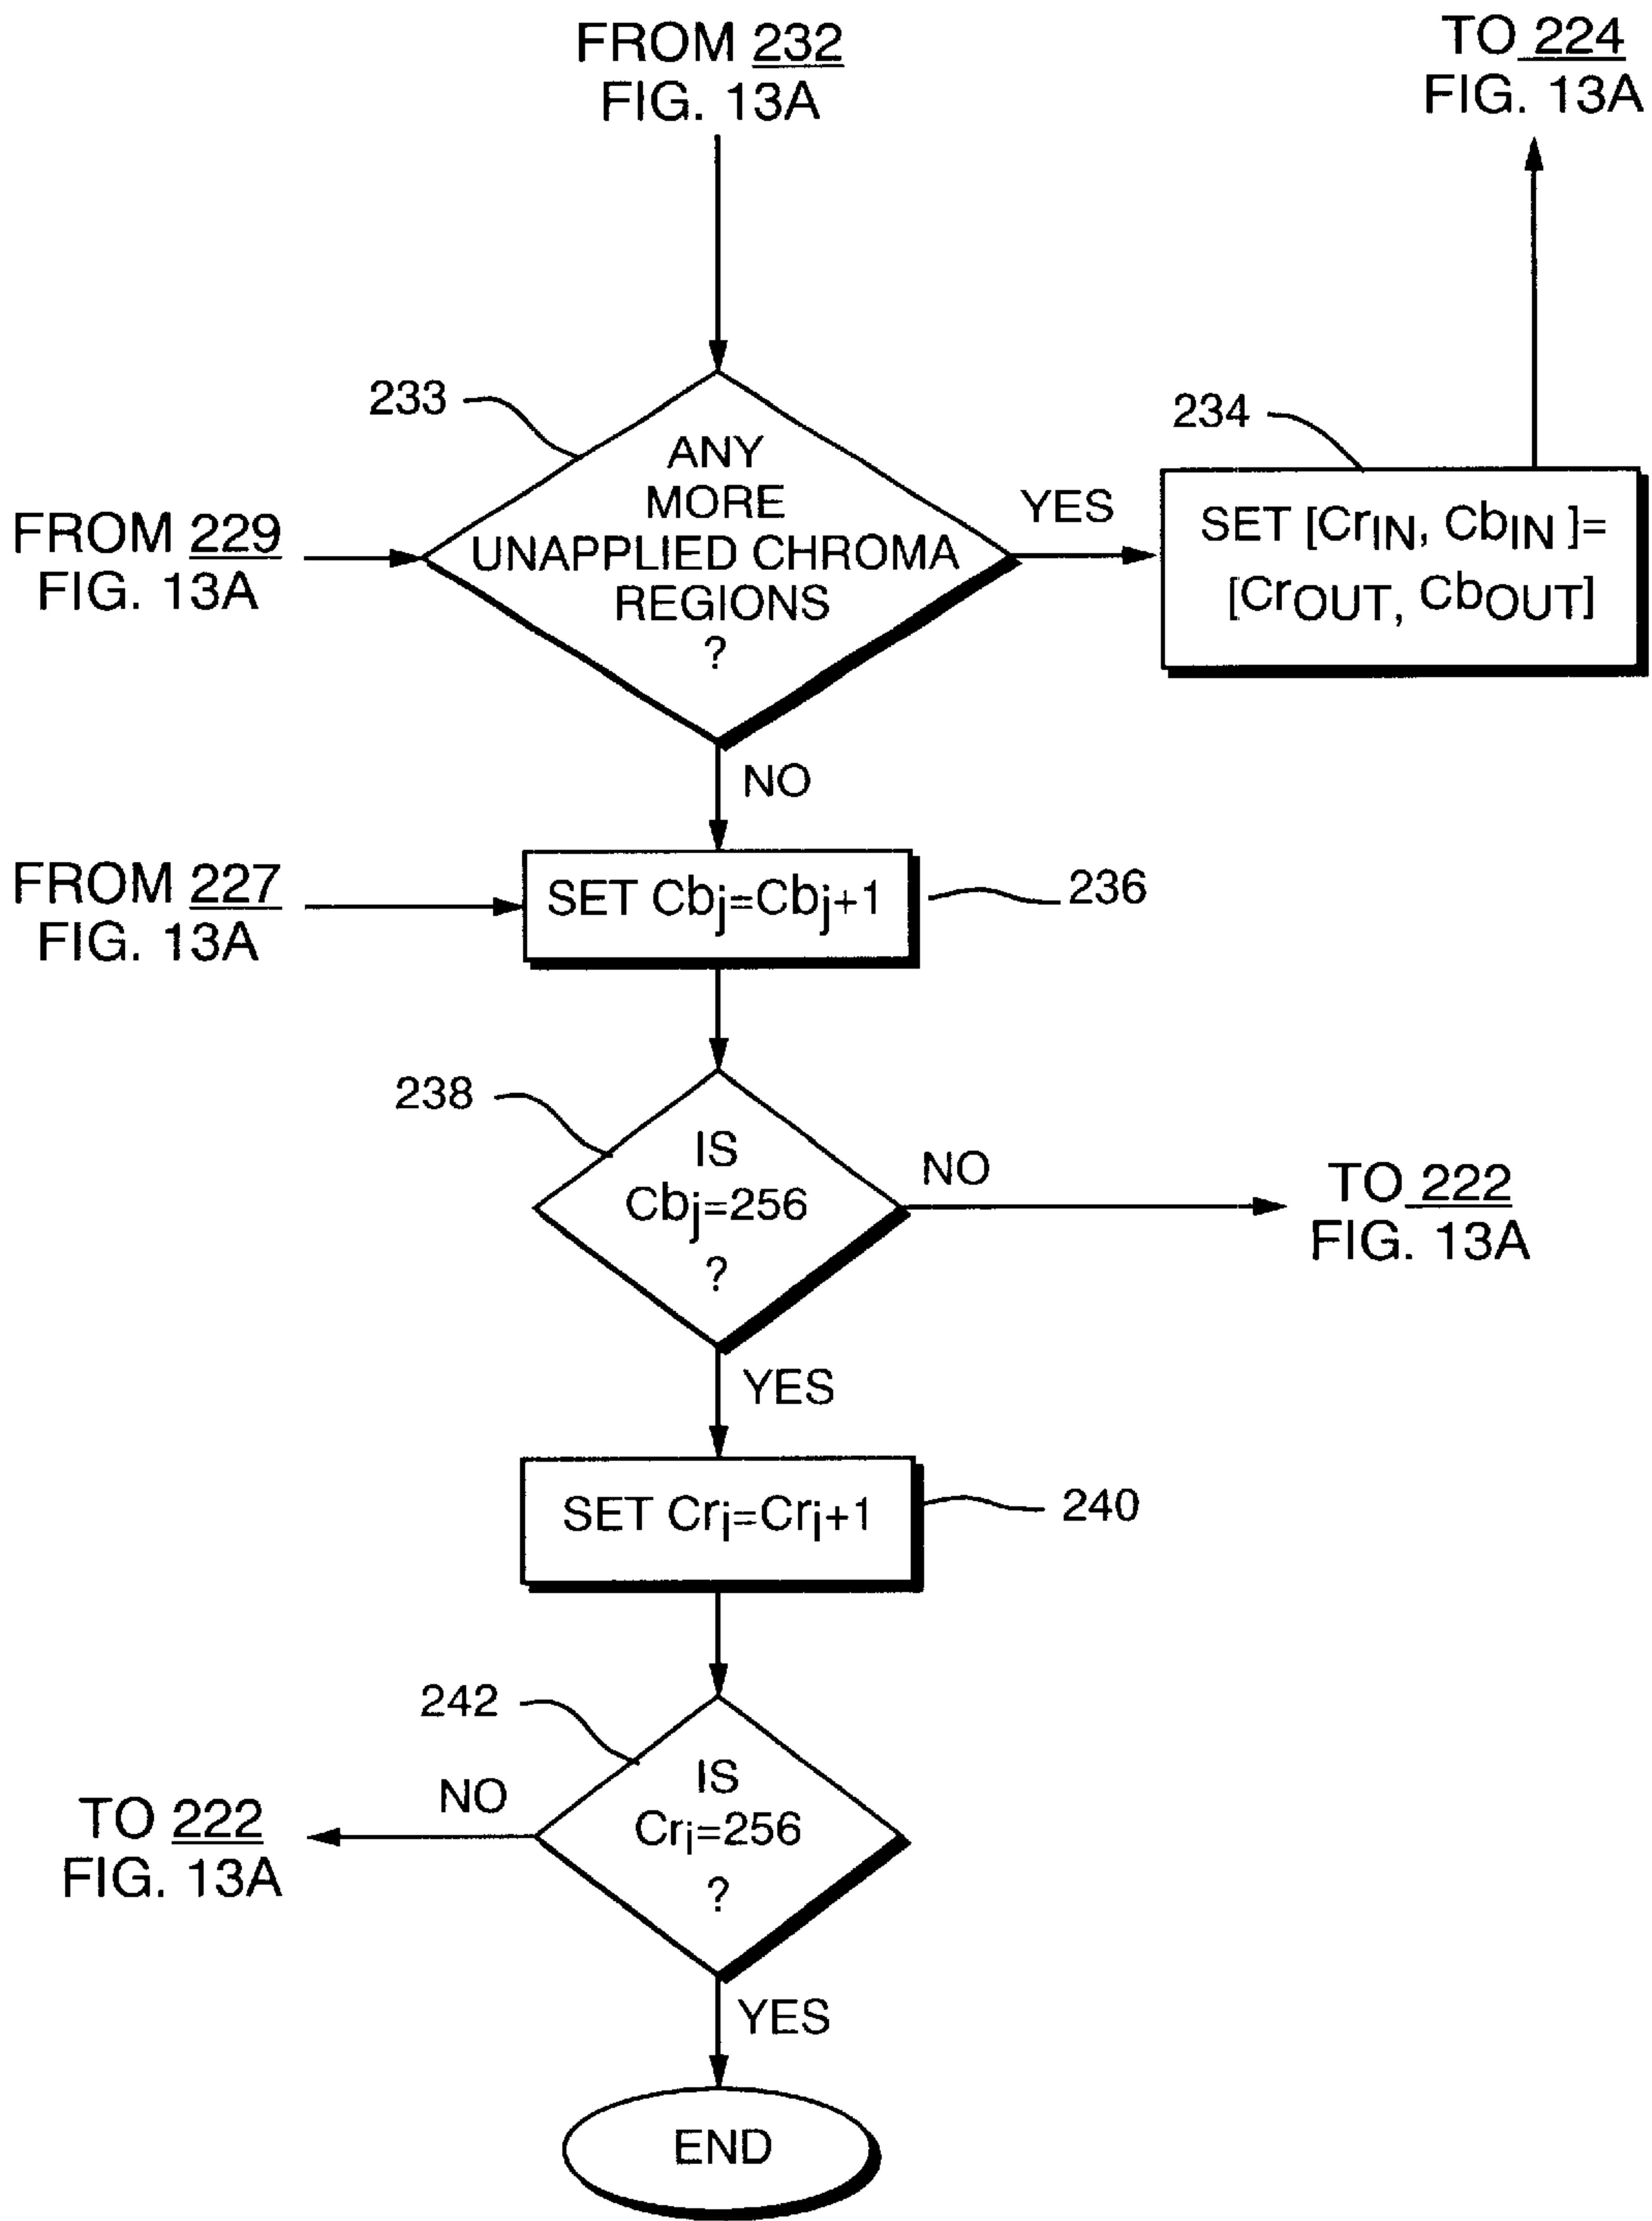 FROM 232
FIG. 13A
TO 224
FIG. 13A
233
ANY
MORE
UNAPPLIED CHROMA
REGIONS
?
FROM 229
FIG. 13A
YES
234
SET [CrIN, CbIN ]=
[CrOUT, CbOUT]
NO
FROM 227
FIG. 13A
SET Cbj=Cbj+1
236
238
IS
Cbj=256
?
NO
TO 222
FIG. 13A
YES
SET Cri=Cri+1
240
242
IS
Cri=256
?
NO
TO 222
FIG. 13A
YES
END